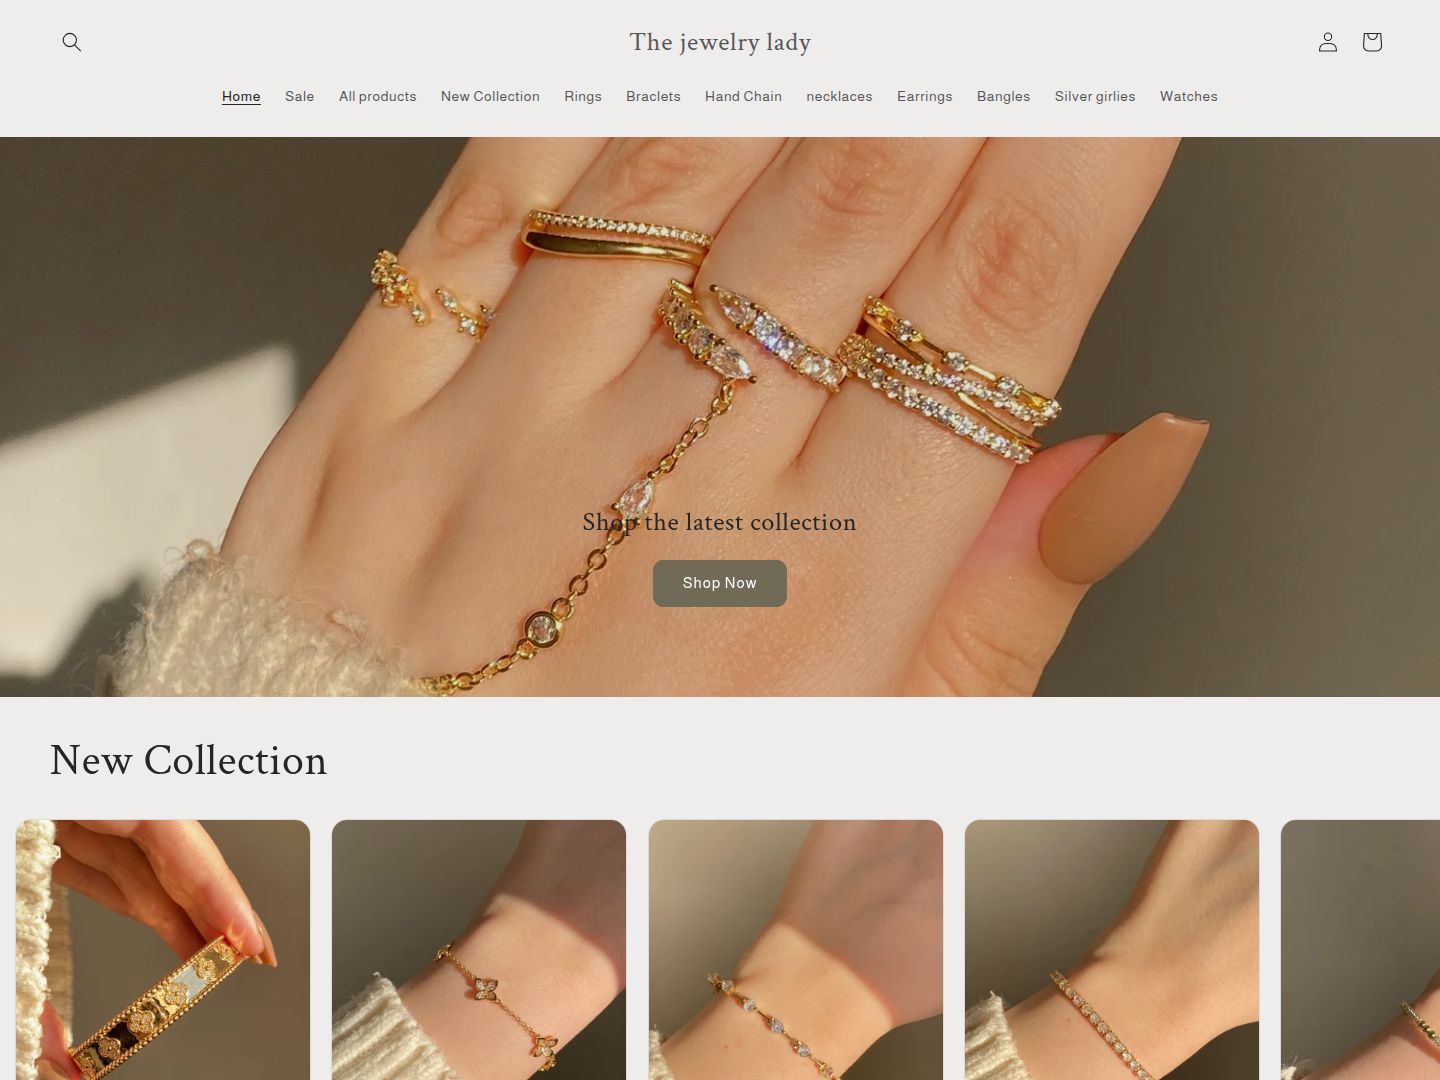 The jewelry lady
Home Sale All products New Collection Rings Braclets Hand Chain necklaces Earrings Bangles Silver girlies Watches
Shop the latest collection
Shop Now
New Collection